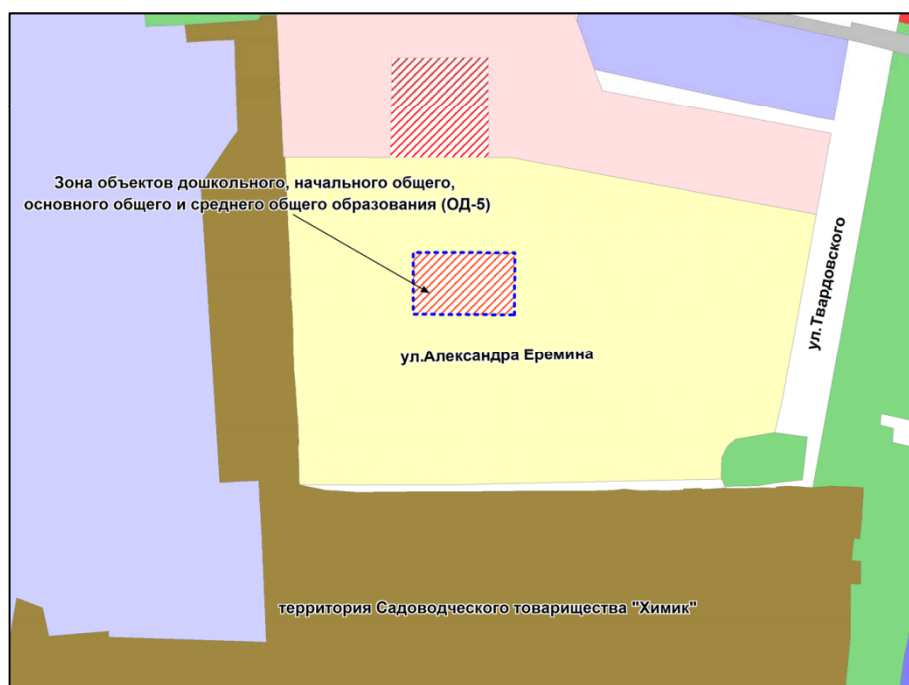 Зона объектов дошкольного, начального общего,
основного общего и среднего общего образования (ОД-5)
ул.Твардовского
ул.Александра Еремина
территория Садоводческого товарищества "Химик"